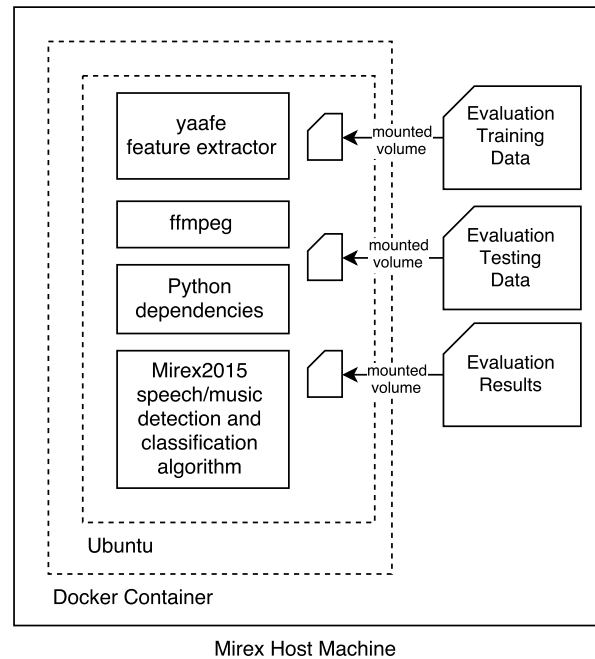 yaafe
feature extractor
ffmpeg
Python
dependencies
Mirex2015
speech/music
detection and
classification
algorithm
mounted
volume
Evaluation
Training
Data
mounted
volume
Evaluation
Testing
Data
mounted
volume
Evaluation
Results
Ubuntu
Docker Container
Mirex Host Machine